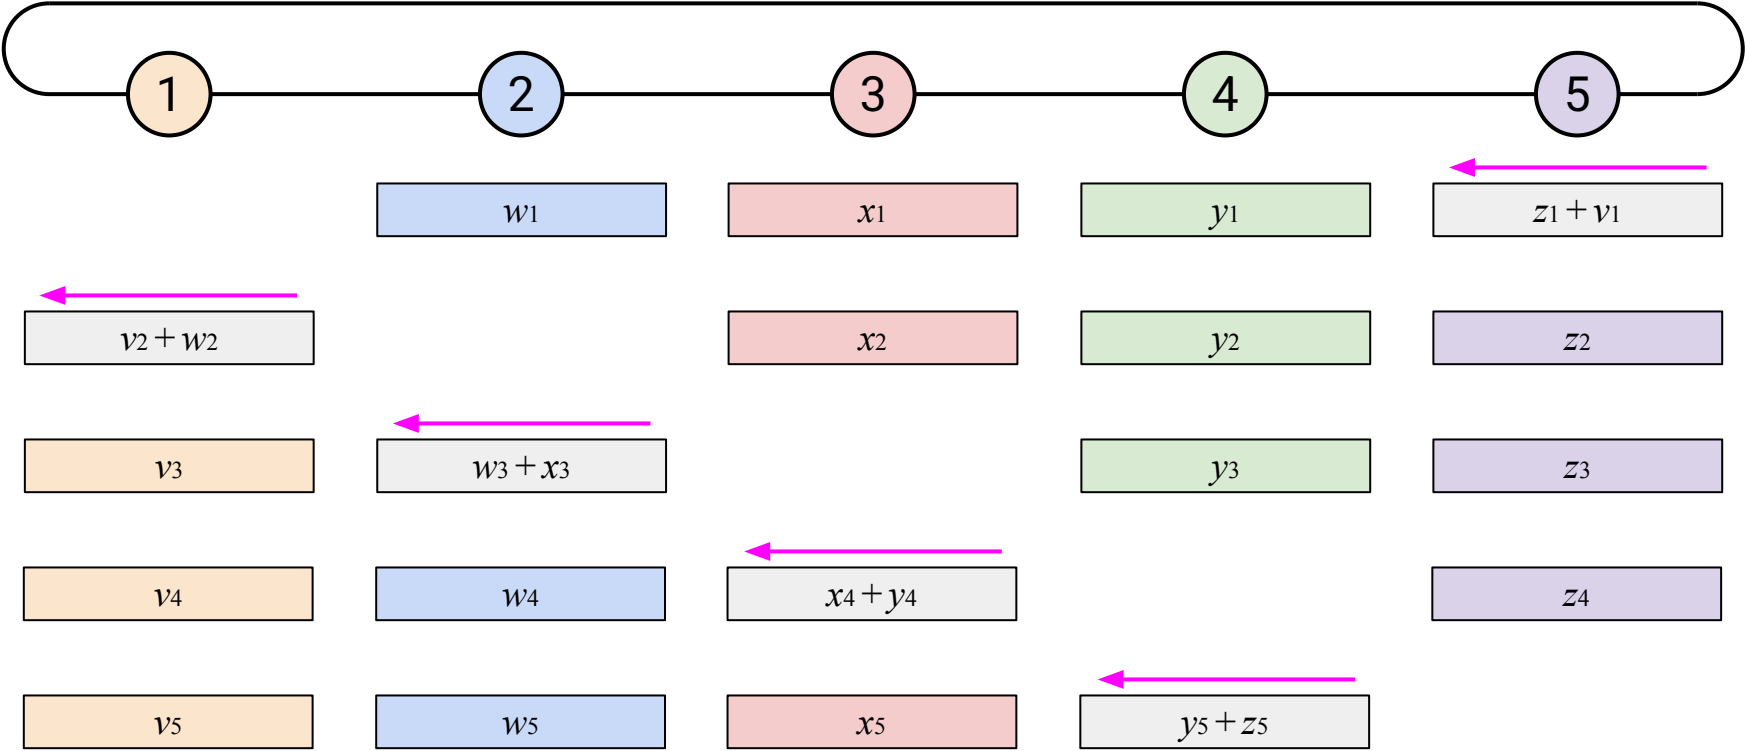 1 2 3 4 5
w1 x1 y1 z1 + v1
v2 + w2 x2 y2 z2
v3 w3 + x3 y3 z3
v4 w4 x4 + y4 z4
v5 w5 x5 y5 + z5